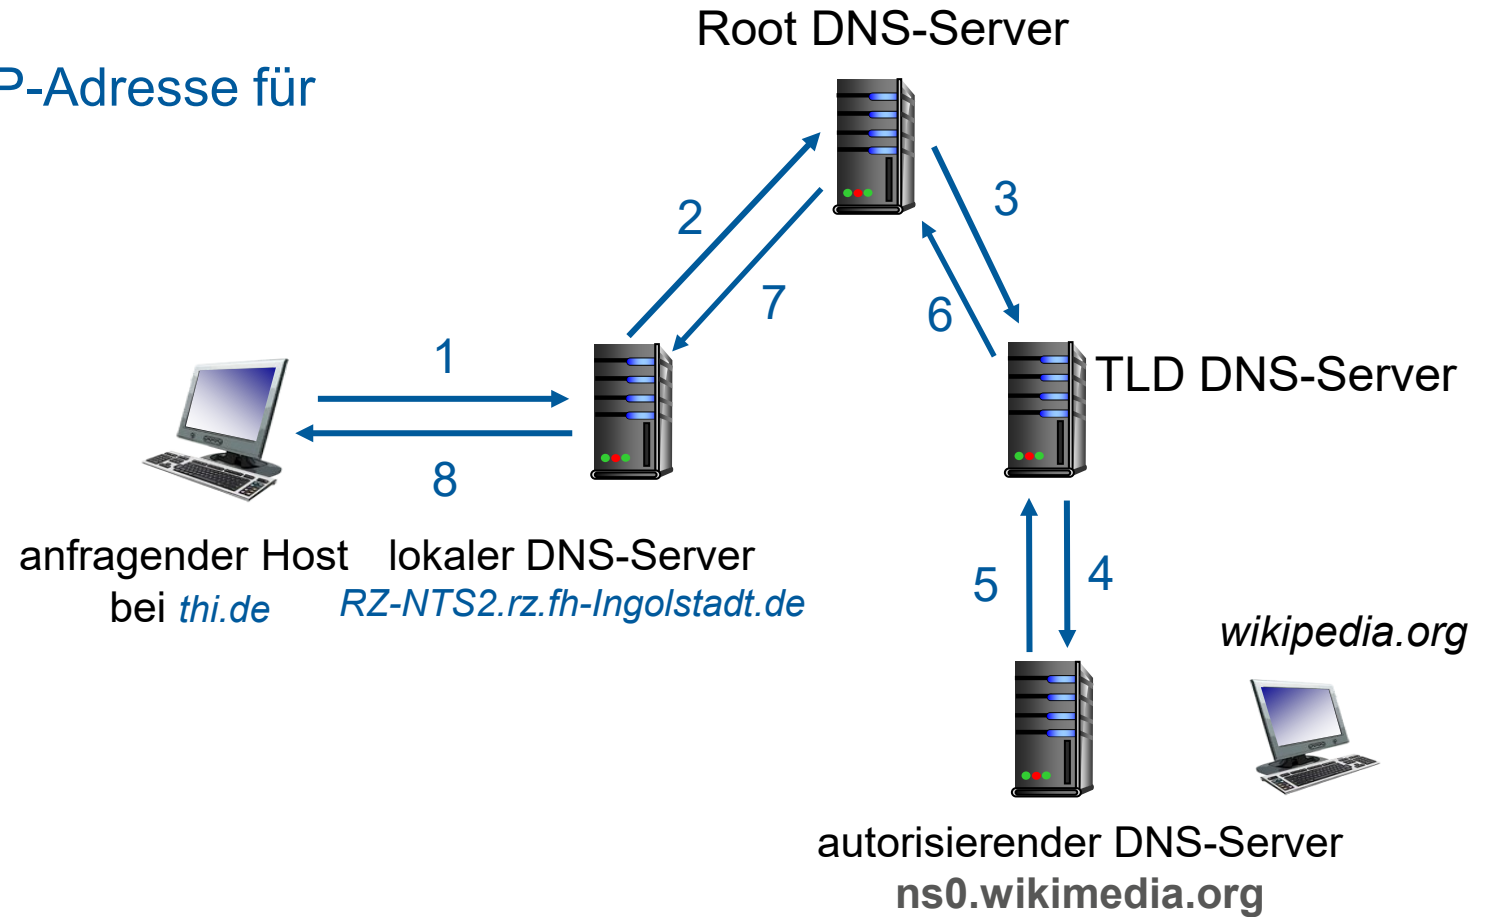 Root DNS-Server
P-Adresse für
2
3
7
6
1
TLD DNS-Server
8
anfragender Host
bei thi.de
lokaler DNS-Server
RZ-NTS2.rz.fh-Ingolstadt.de
5
4
wikipedia.org
autorisierender DNS-Server
ns0.wikimedia.org